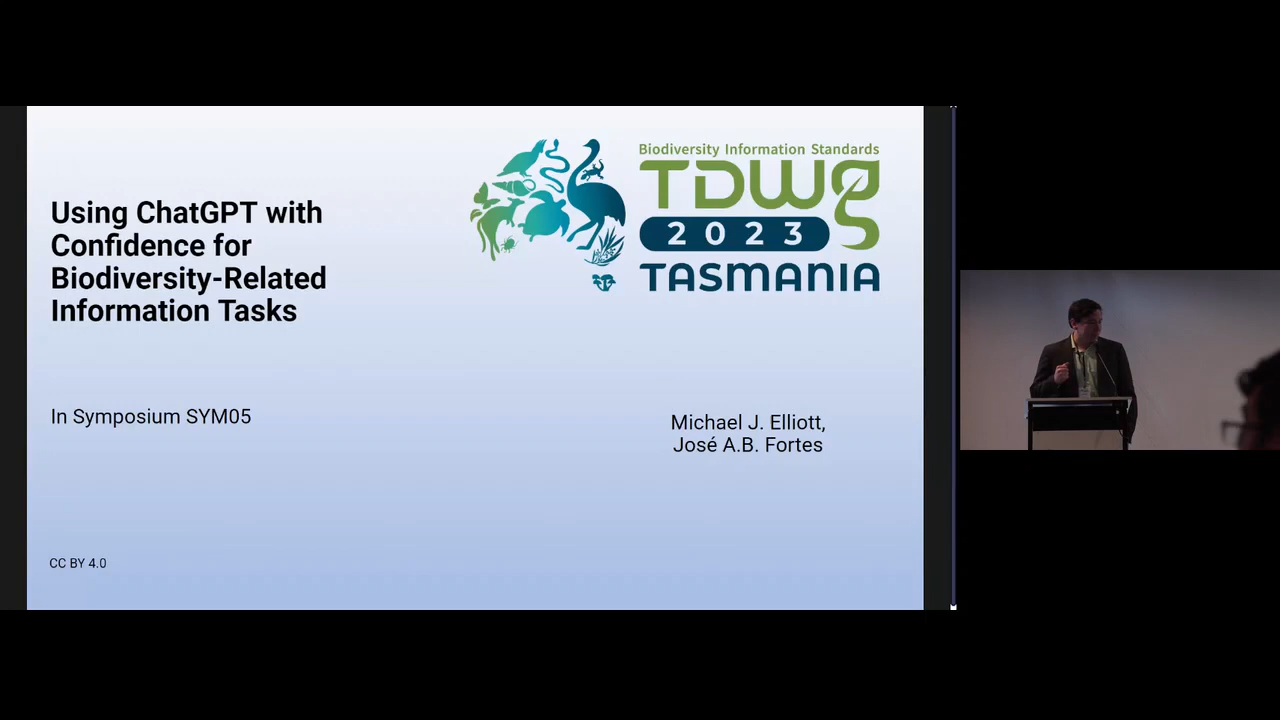 Using ChatGPT with
Confidence for
Biodiversity-Related
Information Tasks
Biodiversity Information Standards
TDWG
2023
TASMANIA
In Symposium SYM05
Michael J. Elliott,
José A.B. Fortes
CC BY 4.0